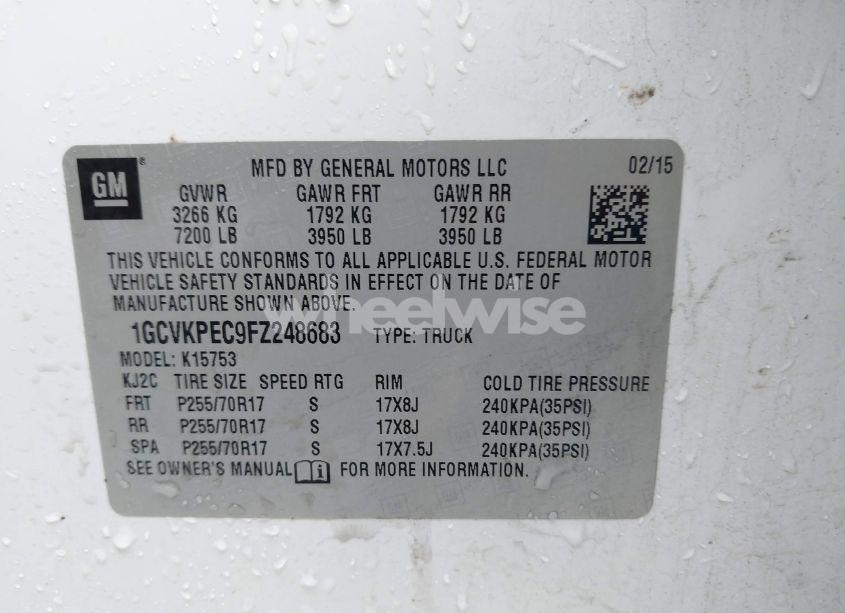 GM ® MFD BY GENERAL MOTORS LLC 02/15
GVWR GAWR FRT GAWR RR
3266 KG 1792 KG 1792 KG
7200 LB 3950 LB 3950 LB
THIS VEHICLE CONFORMS TO ALL APPLICABLE U.S. FEDERAL MOTOR
VEHICLE SAFETY STANDARDS IN EFFECT ON THE DATE OF
MANUFACTURE SHOWN ABOVE.
wheelwise
1GCVKPEC9FZ248683 TYPE: TRUCK
MODEL: K15753
KJ2C TIRE SIZE SPEED RTG RIM COLD TIRE PRESSURE
FRT P255/70R17 S 17X8J 240KPA(35PSI)
RR P255/70R17 S 17X8J 240KPA(35PSI)
SPA P255/70R17 S 17X7.5J 240KPA(35PSI)
SEE OWNER'S MANUAL FOR MORE INFORMATION.